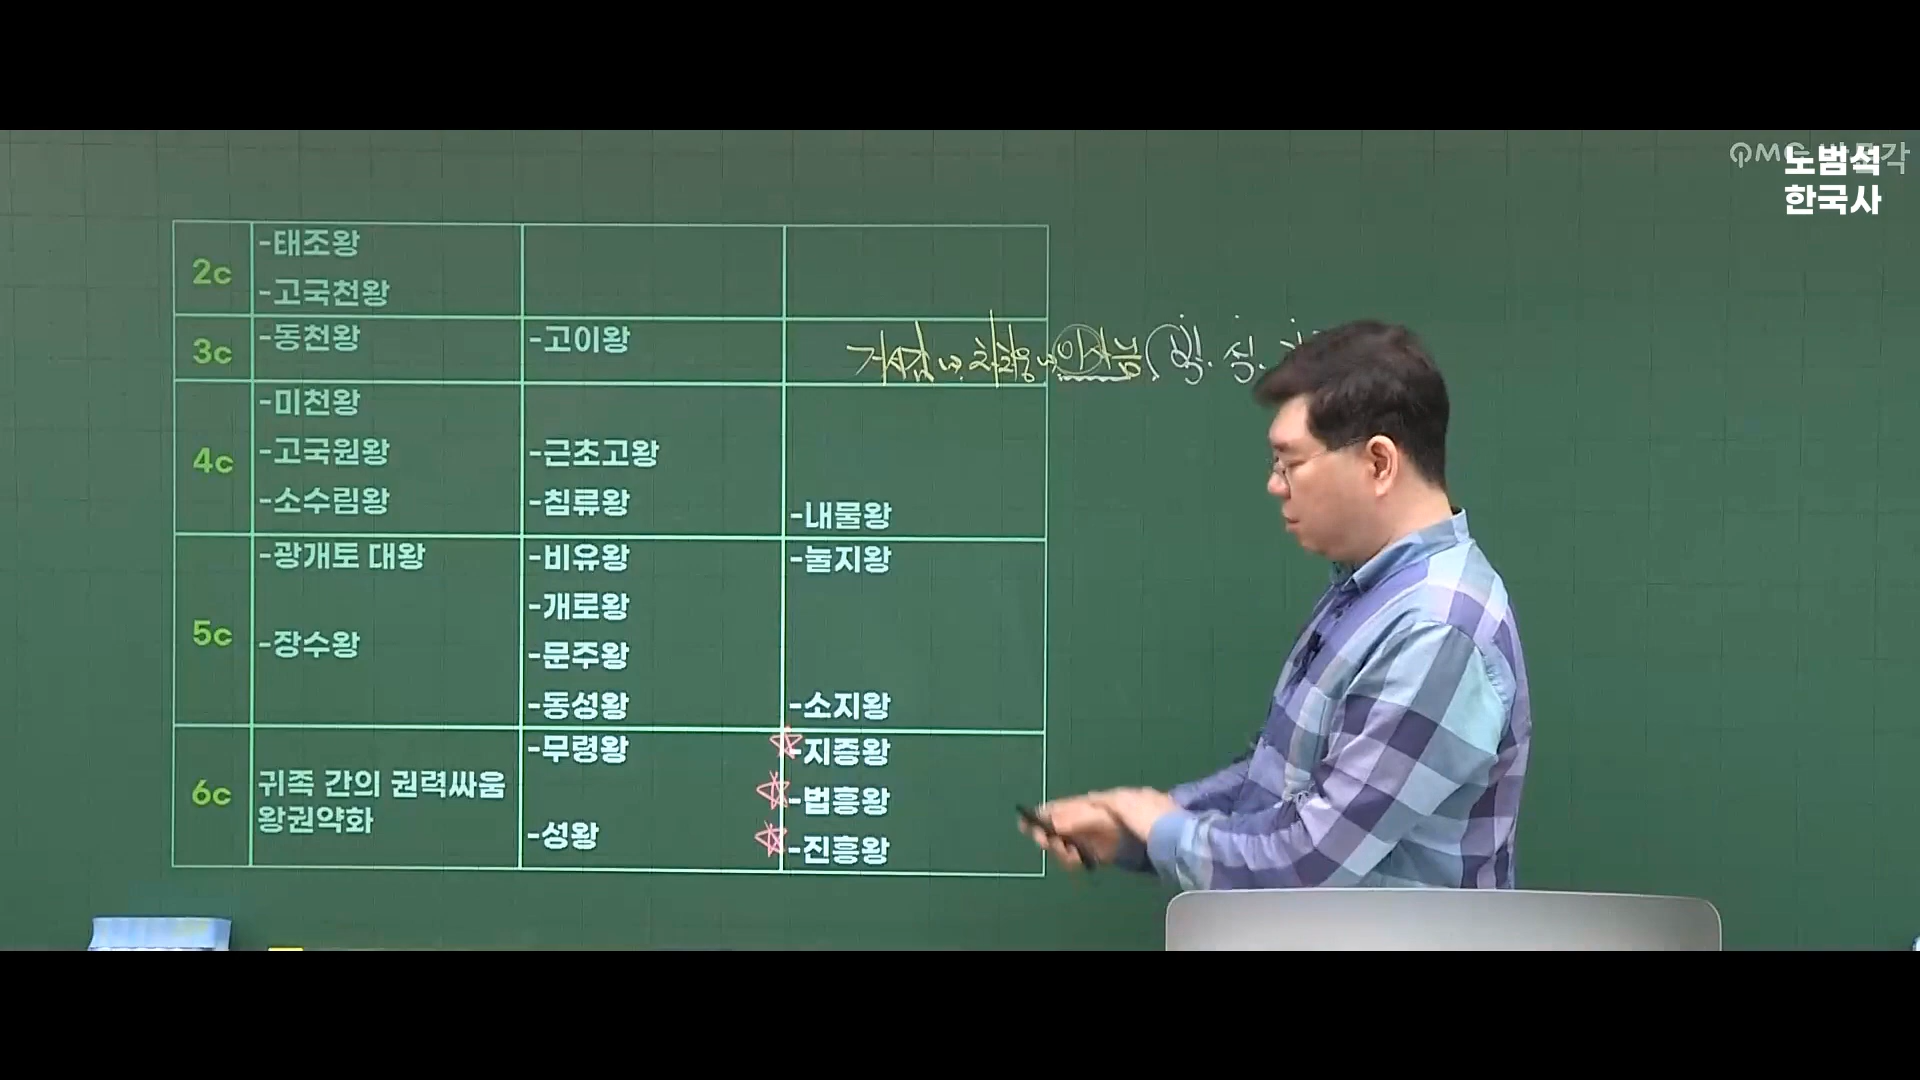 노범석
한국사
2c
-태조왕
-고국천왕
3c
-동천왕
-고이왕
4c
-미천왕
-고국원왕
-소수림왕
-근초고왕
-침류왕
-내물왕
5c
-광개토 대왕
-장수왕
-비유왕
-개로왕
-문주왕
-동성왕
-눌지왕
-소지왕
6c
귀족 간의 권력싸움
왕권약화
-무령왕
-성왕
-지증왕
-법흥왕
-진흥왕